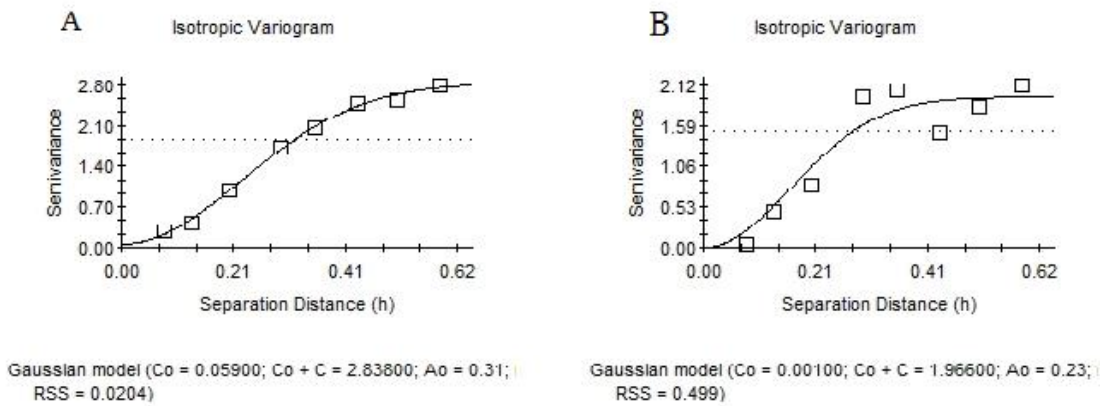 A
Isotropic Variogram
2.80
2.10
1.40
0.70
0.00
Semivariance
0.00 0.21 0.41 0.62
Separation Distance (h)
Gaussian model (Co = 0.05900; Co + C = 2.83800; Ao = 0.31;
RSS = 0.0204)
B
Isotropic Variogram
2.12
1.59
1.06
0.53
0.00
Semivariance
0.00 0.21 0.41 0.62
Separation Distance (h)
Gaussian model (Co = 0.00100; Co + C = 1.96600; Ao = 0.23;
RSS = 0.499)